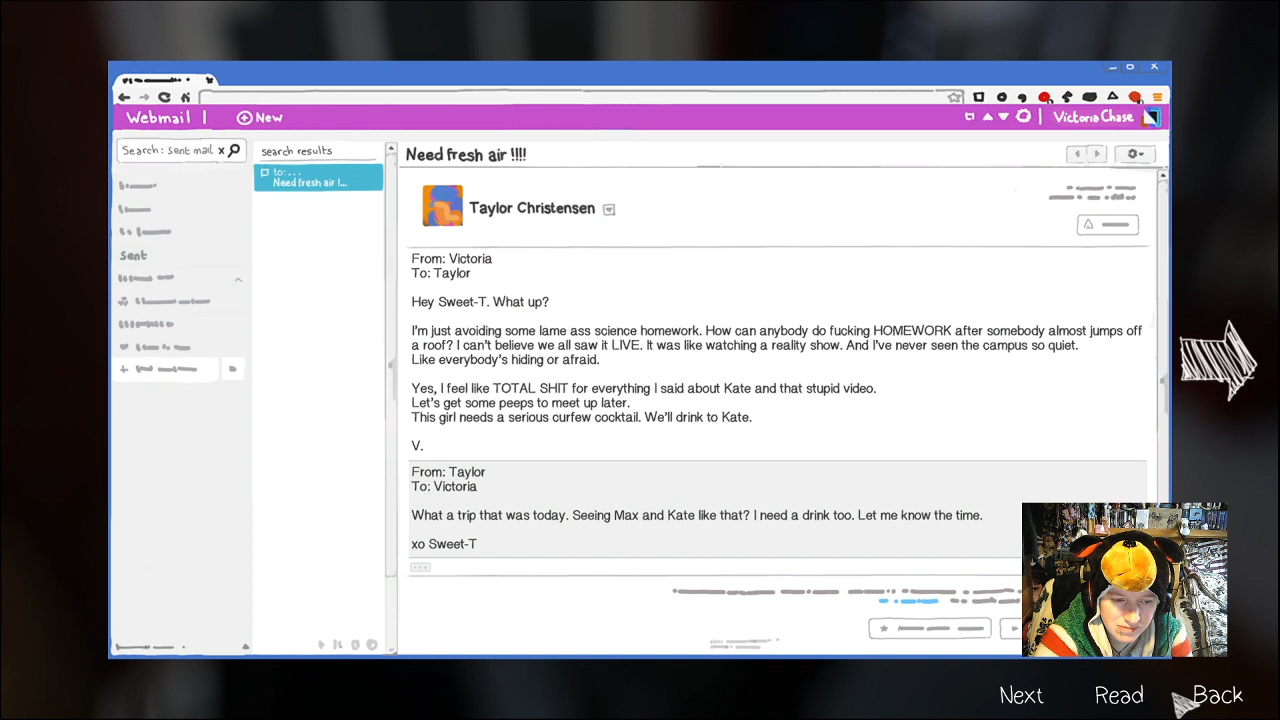 Webmail | New
Victoria Chase
Search: sent mail x
search results
Need fresh air !!!!
to:...
Need fresh air !...
Taylor Christensen
Sent
From: Victoria
To: Taylor
Hey Sweet-T. What up?
I'm just avoiding some lame ass science homework. How can anybody do fucking HOMEWORK after somebody almost jumps off
a roof? I can't believe we all saw it LIVE. It was like watching a reality show. And I've never seen the campus so quiet.
Like everybody's hiding or afraid.
Yes, I feel like TOTAL SHIT for everything I said about Kate and that stupid video.
Let's get some peeps to meet up later.
This girl needs a serious curfew cocktail. We'll drink to Kate.
V.
From: Taylor
To: Victoria
What a trip that was today. Seeing Max and Kate like that? I need a drink too. Let me know the time.
xo Sweet-T
Next Read Back